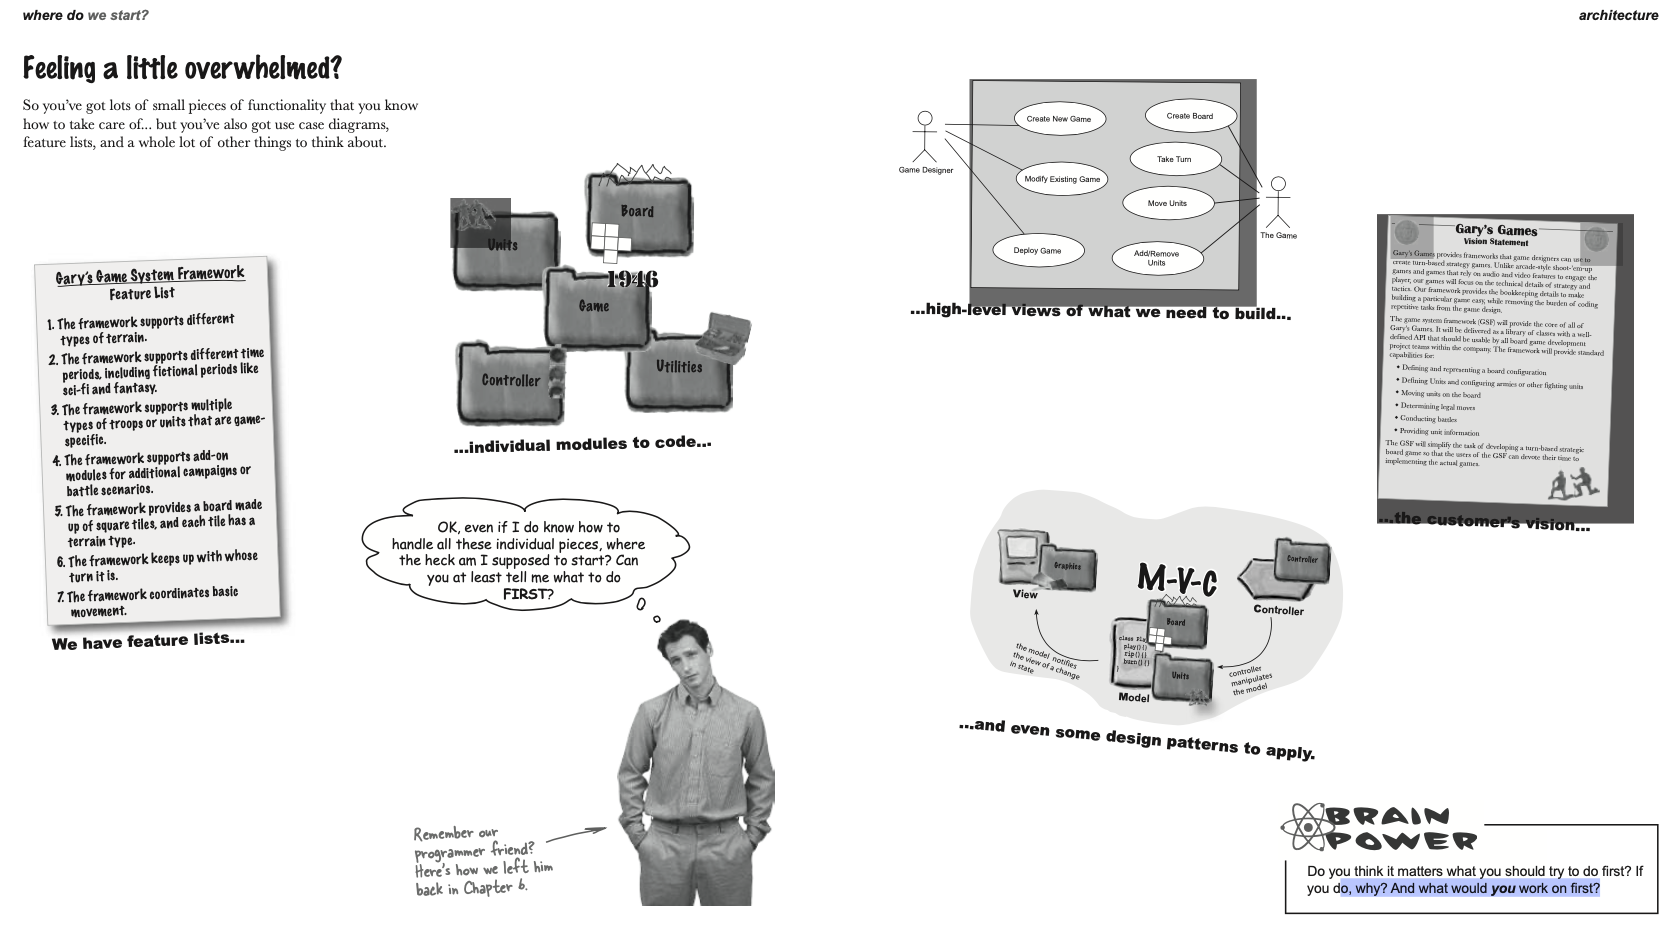 where do we start?
architecture
Feeling a little overwhelmed?
So you've got lots of small pieces of functionality that you know
how to take care of... but you've also got use case diagrams,
feature lists, and a whole lot of other things to think about.
Gary's Game System Framework
Feature List
1. The framework supports different
types of terrain.
2. The framework supports different time
periods, including fictional periods like
sci-fi and fantasy.
3. The framework supports multiple
types of troops or units that are game-
specific.
4. The framework supports add-on
modules for additional campaigns or
battle scenarios.
5. The framework provides a board made
up of square tiles, and each tile has a
terrain type.
6. The framework keeps up with whose
turn it is.
7. The framework coordinates basic
movement.
We have feature lists...
Units
Board
1946
Game
Controller
Utilities
...individual modules to code...
OK, even if I do know how to
handle all these individual pieces, where
the heck am I supposed to start? Can
you at least tell me what to do
FIRST?
Remember our
programmer friend?
Here's how we left him
back in Chapter 6.
Game Designer
Create New Game
Modify Existing Game
Deploy Game
Create Board
Take Turn
Move Units
Add/Remove
Units
The Game
...high-level views of what we need to build...
Gary's Games
Vision Statement
Gary's Games provides frameworks that game designers can use to
create turn-based strategy games. Unlike arcade-style shoot-'em-up
games and games that rely on audio and video features to engage the
player, our games will focus on the technical details of strategy and
tactics. Our framework provides the bookkeeping details to make
building a particular game easy, while removing the burden of coding
repetitive tasks from the game design.
The game system framework (GSF) will provide the core of all of
Gary's Games. It will be delivered as a library of classes with a well-
defined API that should be usable by all board game development
project teams within the company. The framework will provide standard
capabilities for:
• Defining and representing a board configuration
• Defining Units and configuring armies or other fighting units
• Moving units on the board
• Determining legal moves
• Conducting battles
• Providing unit information
The GSF will simplify the task of developing a turn-based strategic
board game so that the users of the GSF can devote their time to
implementing the actual games.
...the customer's vision...
M-V-C
Graphics
View
Controller
Controller
Board
class Pla
play(){}
rip(){}
burn(){}
}
Units
Model
the model notifies
the view of a change
in state
controller
manipulates
the model
...and even some design patterns to apply.
BRAIN
POWER
Do you think it matters what you should try to do first? If
you do, why? And what would you work on first?